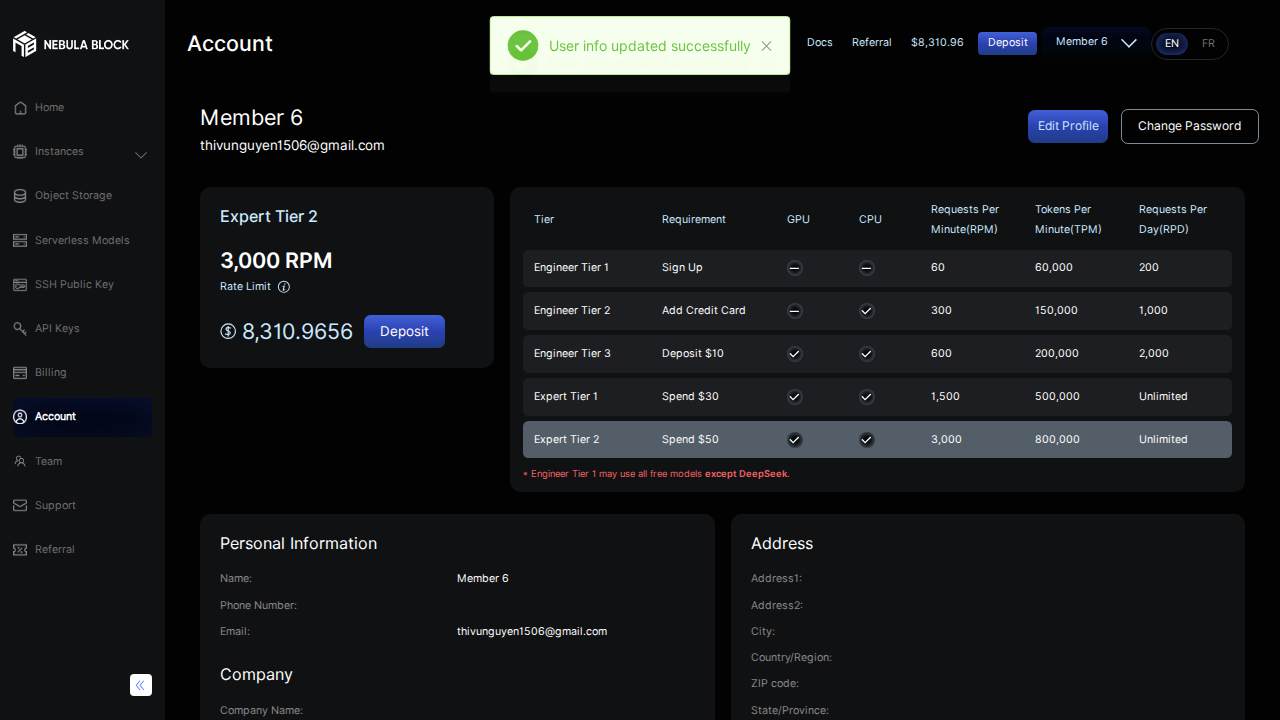 NEBULA BLOCK
Account
User info updated successfully
Docs
Referral
$8,310.96
Deposit
Member 6
EN
FR
Home
Instances
Object Storage
Serverless Models
SSH Public Key
API Keys
Billing
Account
Team
Support
Referral
Member 6
thivunguyen1506@gmail.com
Edit Profile
Change Password
Expert Tier 2
3,000 RPM
Rate Limit
8,310.9656
Deposit
Tier Requirement GPU CPU Requests Per Minute(RPM) Tokens Per Minute(TPM) Requests Per Day(RPD)
Engineer Tier 1 Sign Up 60 60,000 200
Engineer Tier 2 Add Credit Card 300 150,000 1,000
Engineer Tier 3 Deposit $10 600 200,000 2,000
Expert Tier 1 Spend $30 1,500 500,000 Unlimited
Expert Tier 2 Spend $50 3,000 800,000 Unlimited
* Engineer Tier 1 may use all free models except DeepSeek.
Personal Information
Name: Member 6
Phone Number:
Email: thivunguyen1506@gmail.com
Company
Company Name:
Address
Address1:
Address2:
City:
Country/Region:
ZIP code:
State/Province: